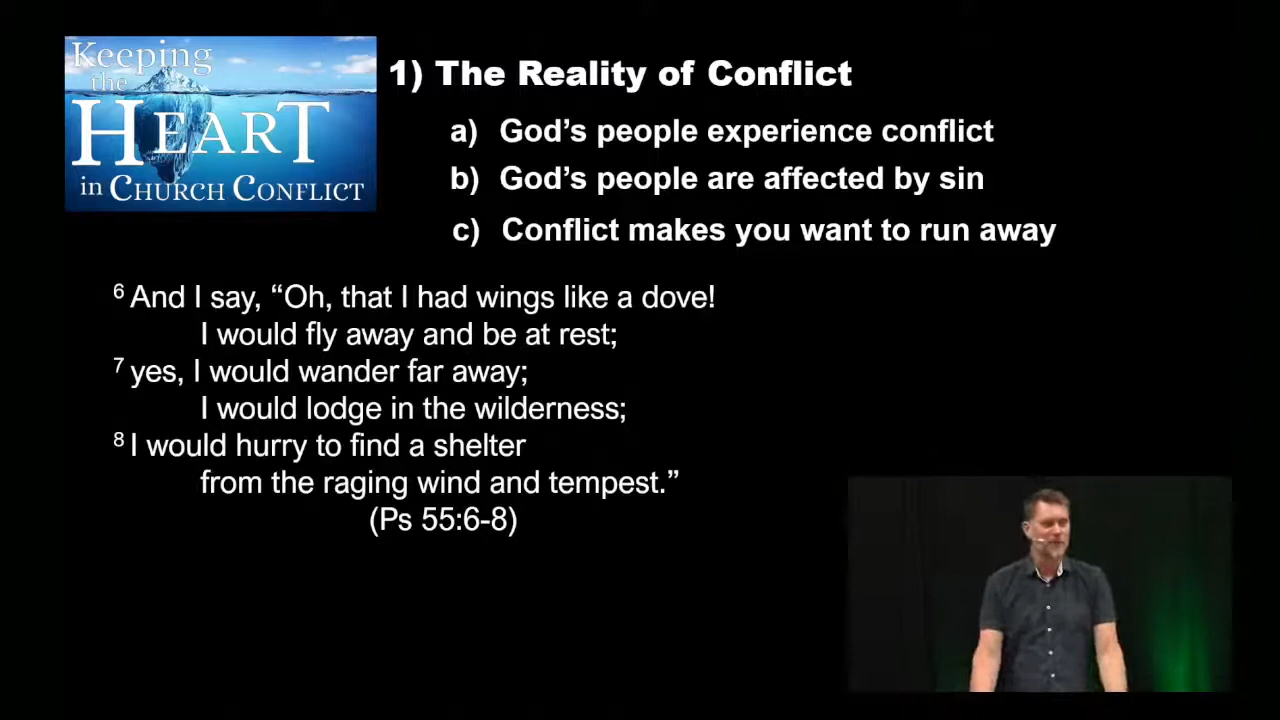 Keeping
the
HEART
in CHURCH CONFLICT
1) The Reality of Conflict
a) God’s people experience conflict
b) God’s people are affected by sin
c) Conflict makes you want to run away
6 And I say, “Oh, that I had wings like a dove!
I would fly away and be at rest;
7 yes, I would wander far away;
I would lodge in the wilderness;
8 I would hurry to find a shelter
from the raging wind and tempest.”
(Ps 55:6-8)